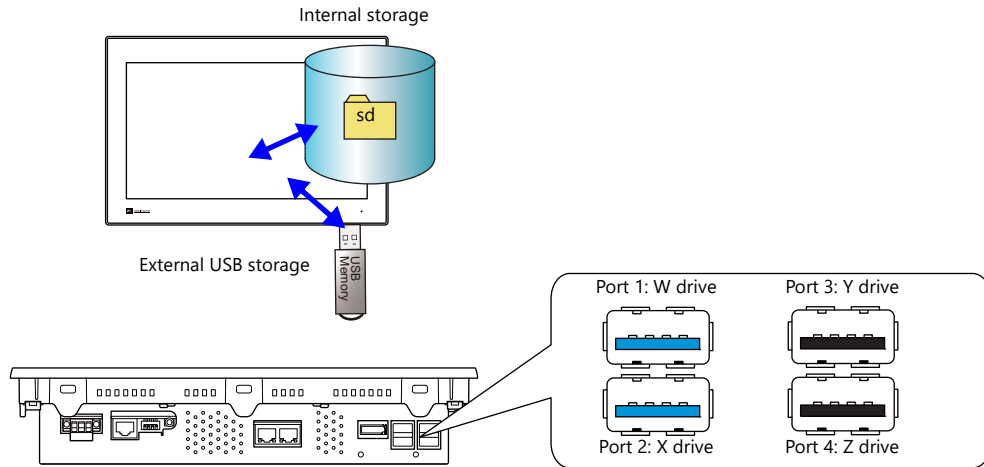 Internal storage
sd
External USB storage
USB
Memory
Port 1: W drive
Port 3: Y drive
Port 2: X drive
Port 4: Z drive